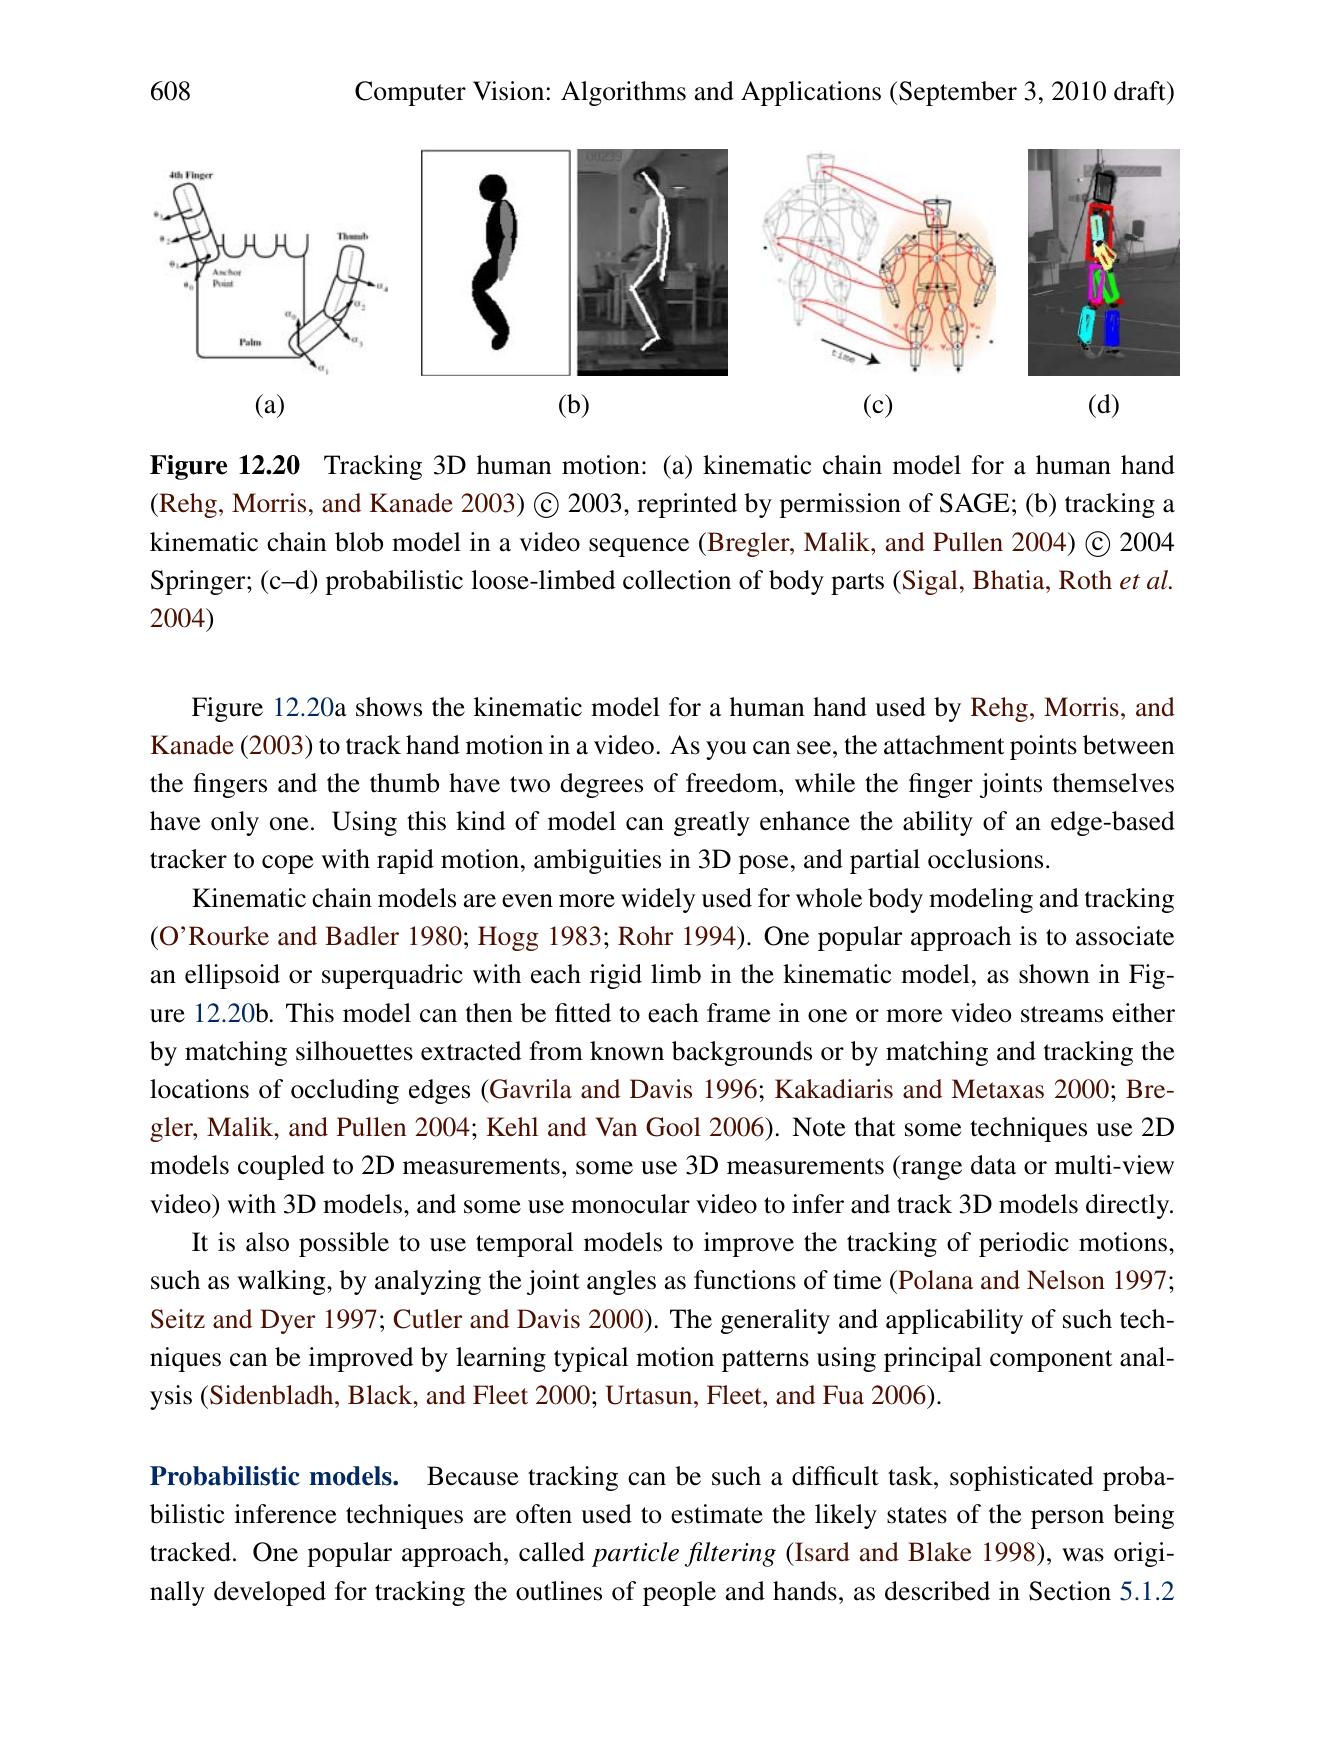 608 Computer Vision: Algorithms and Applications (September 3, 2010 draft)
4th Finger
Thumb
Anchor
Point
Palm
00239
time
(a) (b) (c) (d)
Figure 12.20 Tracking 3D human motion: (a) kinematic chain model for a human hand
(Rehg, Morris, and Kanade 2003) © 2003, reprinted by permission of SAGE; (b) tracking a
kinematic chain blob model in a video sequence (Bregler, Malik, and Pullen 2004) © 2004
Springer; (c–d) probabilistic loose-limbed collection of body parts (Sigal, Bhatia, Roth et al.
2004)
Figure 12.20a shows the kinematic model for a human hand used by Rehg, Morris, and
Kanade (2003) to track hand motion in a video. As you can see, the attachment points between
the fingers and the thumb have two degrees of freedom, while the finger joints themselves
have only one. Using this kind of model can greatly enhance the ability of an edge-based
tracker to cope with rapid motion, ambiguities in 3D pose, and partial occlusions.
Kinematic chain models are even more widely used for whole body modeling and tracking
(O’Rourke and Badler 1980; Hogg 1983; Rohr 1994). One popular approach is to associate
an ellipsoid or superquadric with each rigid limb in the kinematic model, as shown in Fig-
ure 12.20b. This model can then be fitted to each frame in one or more video streams either
by matching silhouettes extracted from known backgrounds or by matching and tracking the
locations of occluding edges (Gavrila and Davis 1996; Kakadiaris and Metaxas 2000; Bre-
gler, Malik, and Pullen 2004; Kehl and Van Gool 2006). Note that some techniques use 2D
models coupled to 2D measurements, some use 3D measurements (range data or multi-view
video) with 3D models, and some use monocular video to infer and track 3D models directly.
It is also possible to use temporal models to improve the tracking of periodic motions,
such as walking, by analyzing the joint angles as functions of time (Polana and Nelson 1997;
Seitz and Dyer 1997; Cutler and Davis 2000). The generality and applicability of such tech-
niques can be improved by learning typical motion patterns using principal component anal-
ysis (Sidenbladh, Black, and Fleet 2000; Urtasun, Fleet, and Fua 2006).
Probabilistic models. Because tracking can be such a difficult task, sophisticated proba-
bilistic inference techniques are often used to estimate the likely states of the person being
tracked. One popular approach, called particle filtering (Isard and Blake 1998), was origi-
nally developed for tracking the outlines of people and hands, as described in Section 5.1.2